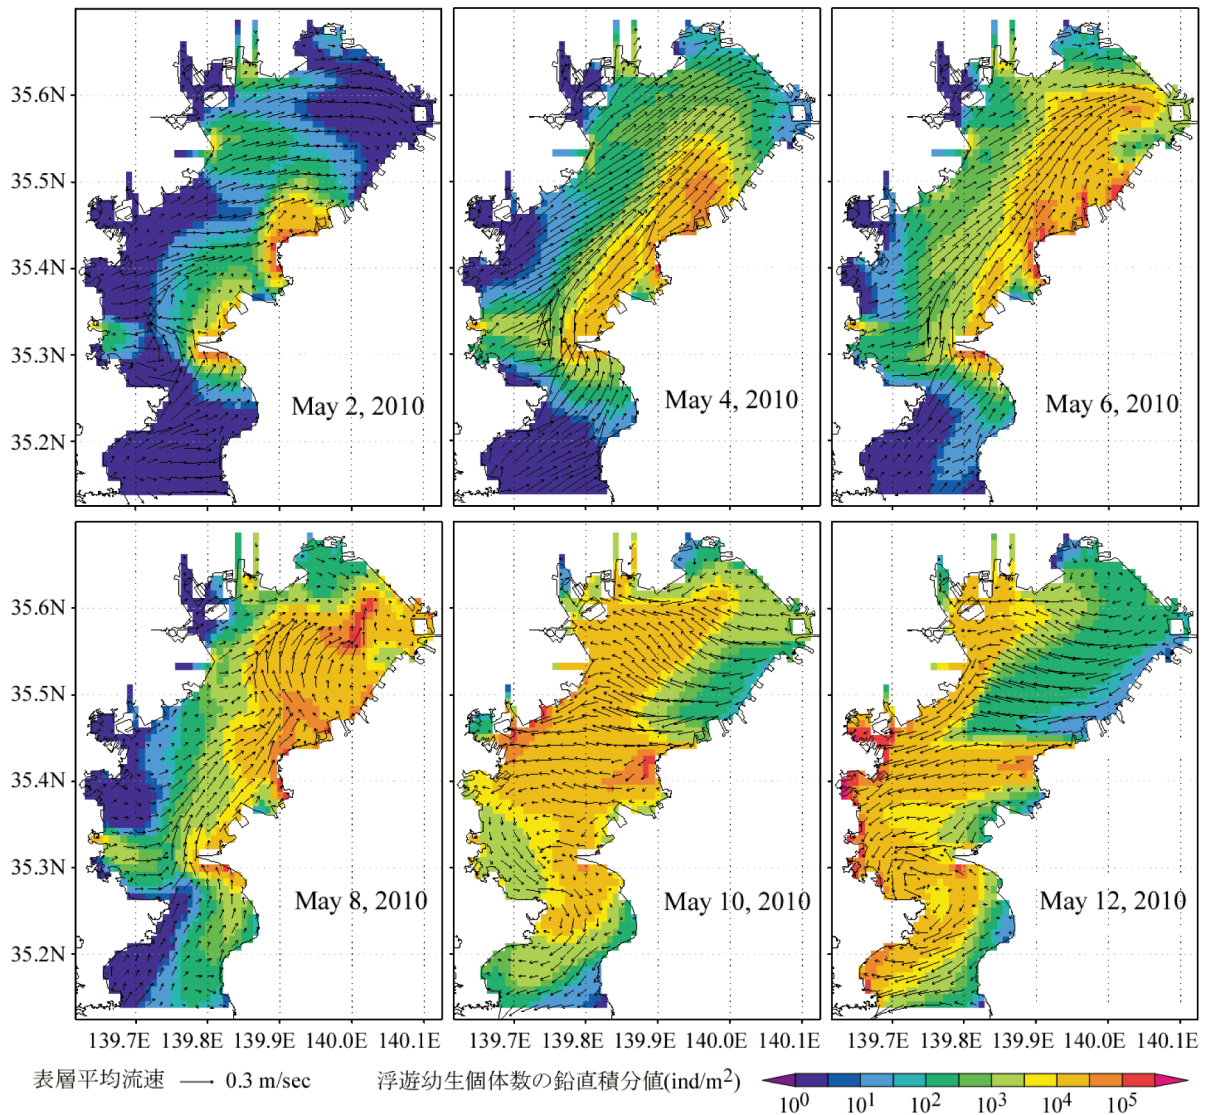 35.6N
35.5N
35.4N
35.3N
35.2N
May 2, 2010
May 4, 2010
May 6, 2010
35.6N
35.5N
35.4N
35.3N
35.2N
May 8, 2010
May 10, 2010
May 12, 2010
139.7E 139.8E 139.9E 140.0E 140.1E
139.7E 139.8E 139.9E 140.0E 140.1E
139.7E 139.8E 139.9E 140.0E 140.1E
表層平均流速 → 0.3 m/sec
浮遊幼生個体数の鉛直積分値(ind/m²)
10⁰ 10¹ 10² 10³ 10⁴ 10⁵